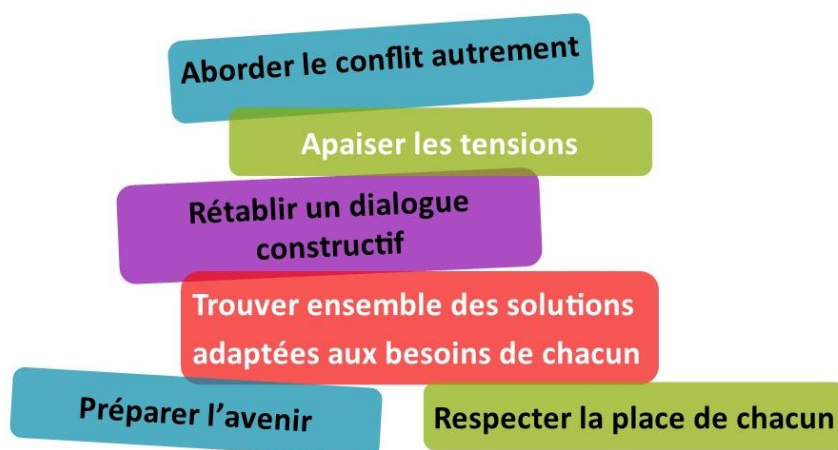 Aborder le conflit autrement
Apaiser les tensions
Rétablir un dialogue
constructif
Trouver ensemble des solutions
adaptées aux besoins de chacun
Préparer l'avenir
Respecter la place de chacun